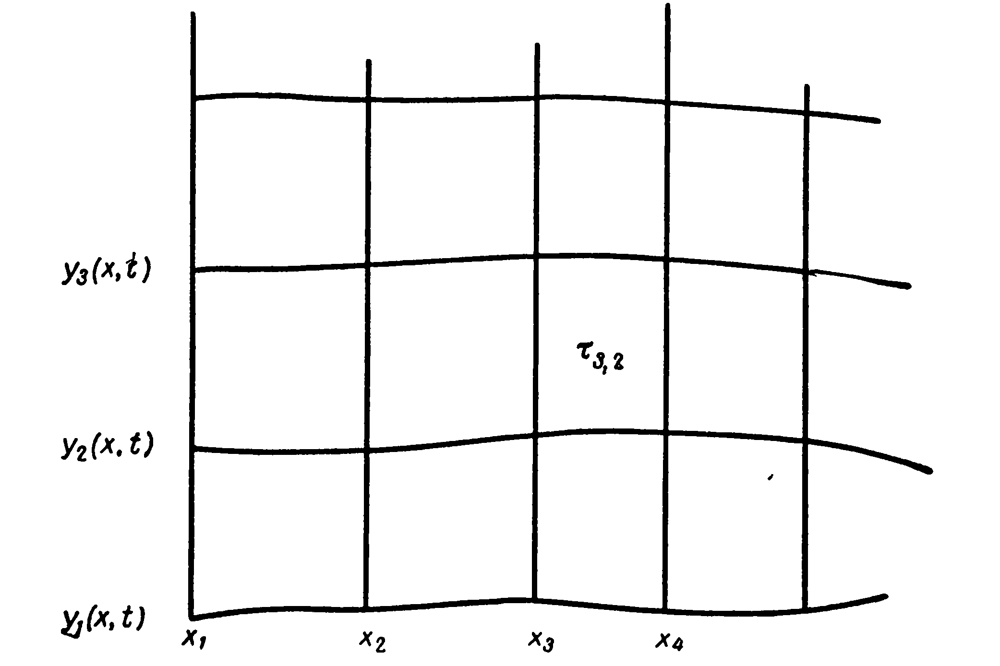 y₃(x, t)
τ₃,₂
y₂(x, t)
y₁(x, t)
x₁ x₂ x₃ x₄